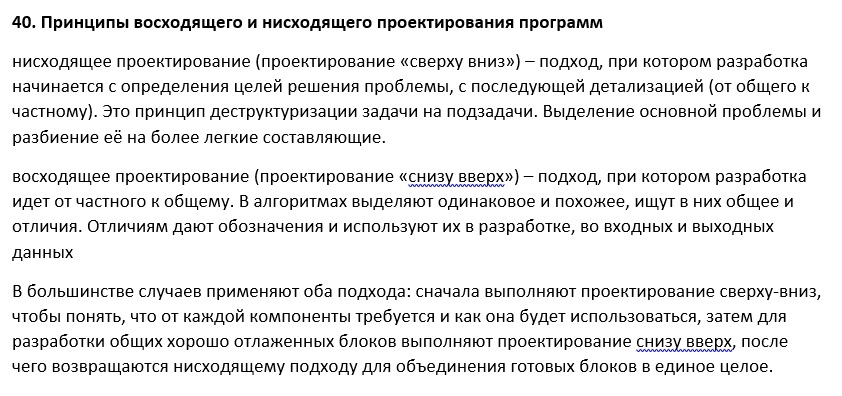 40. Принципы восходящего и нисходящего проектирования программ
нисходящее проектирование (проектирование «сверху вниз») – подход, при котором разработка
начинается с определения целей решения проблемы, с последующей детализацией (от общего к
частному). Это принцип деструктуризации задачи на подзадачи. Выделение основной проблемы и
разбиение её на более легкие составляющие.
восходящее проектирование (проектирование «снизу вверх») – подход, при котором разработка
идет от частного к общему. В алгоритмах выделяют одинаковое и похожее, ищут в них общее и
отличия. Отличиям дают обозначения и используют их в разработке, во входных и выходных
данных
В большинстве случаев применяют оба подхода: сначала выполняют проектирование сверху-вниз,
чтобы понять, что от каждой компоненты требуется и как она будет использоваться, затем для
разработки общих хорошо отлаженных блоков выполняют проектирование снизу вверх, после
чего возвращаются нисходящему подходу для объединения готовых блоков в единое целое.